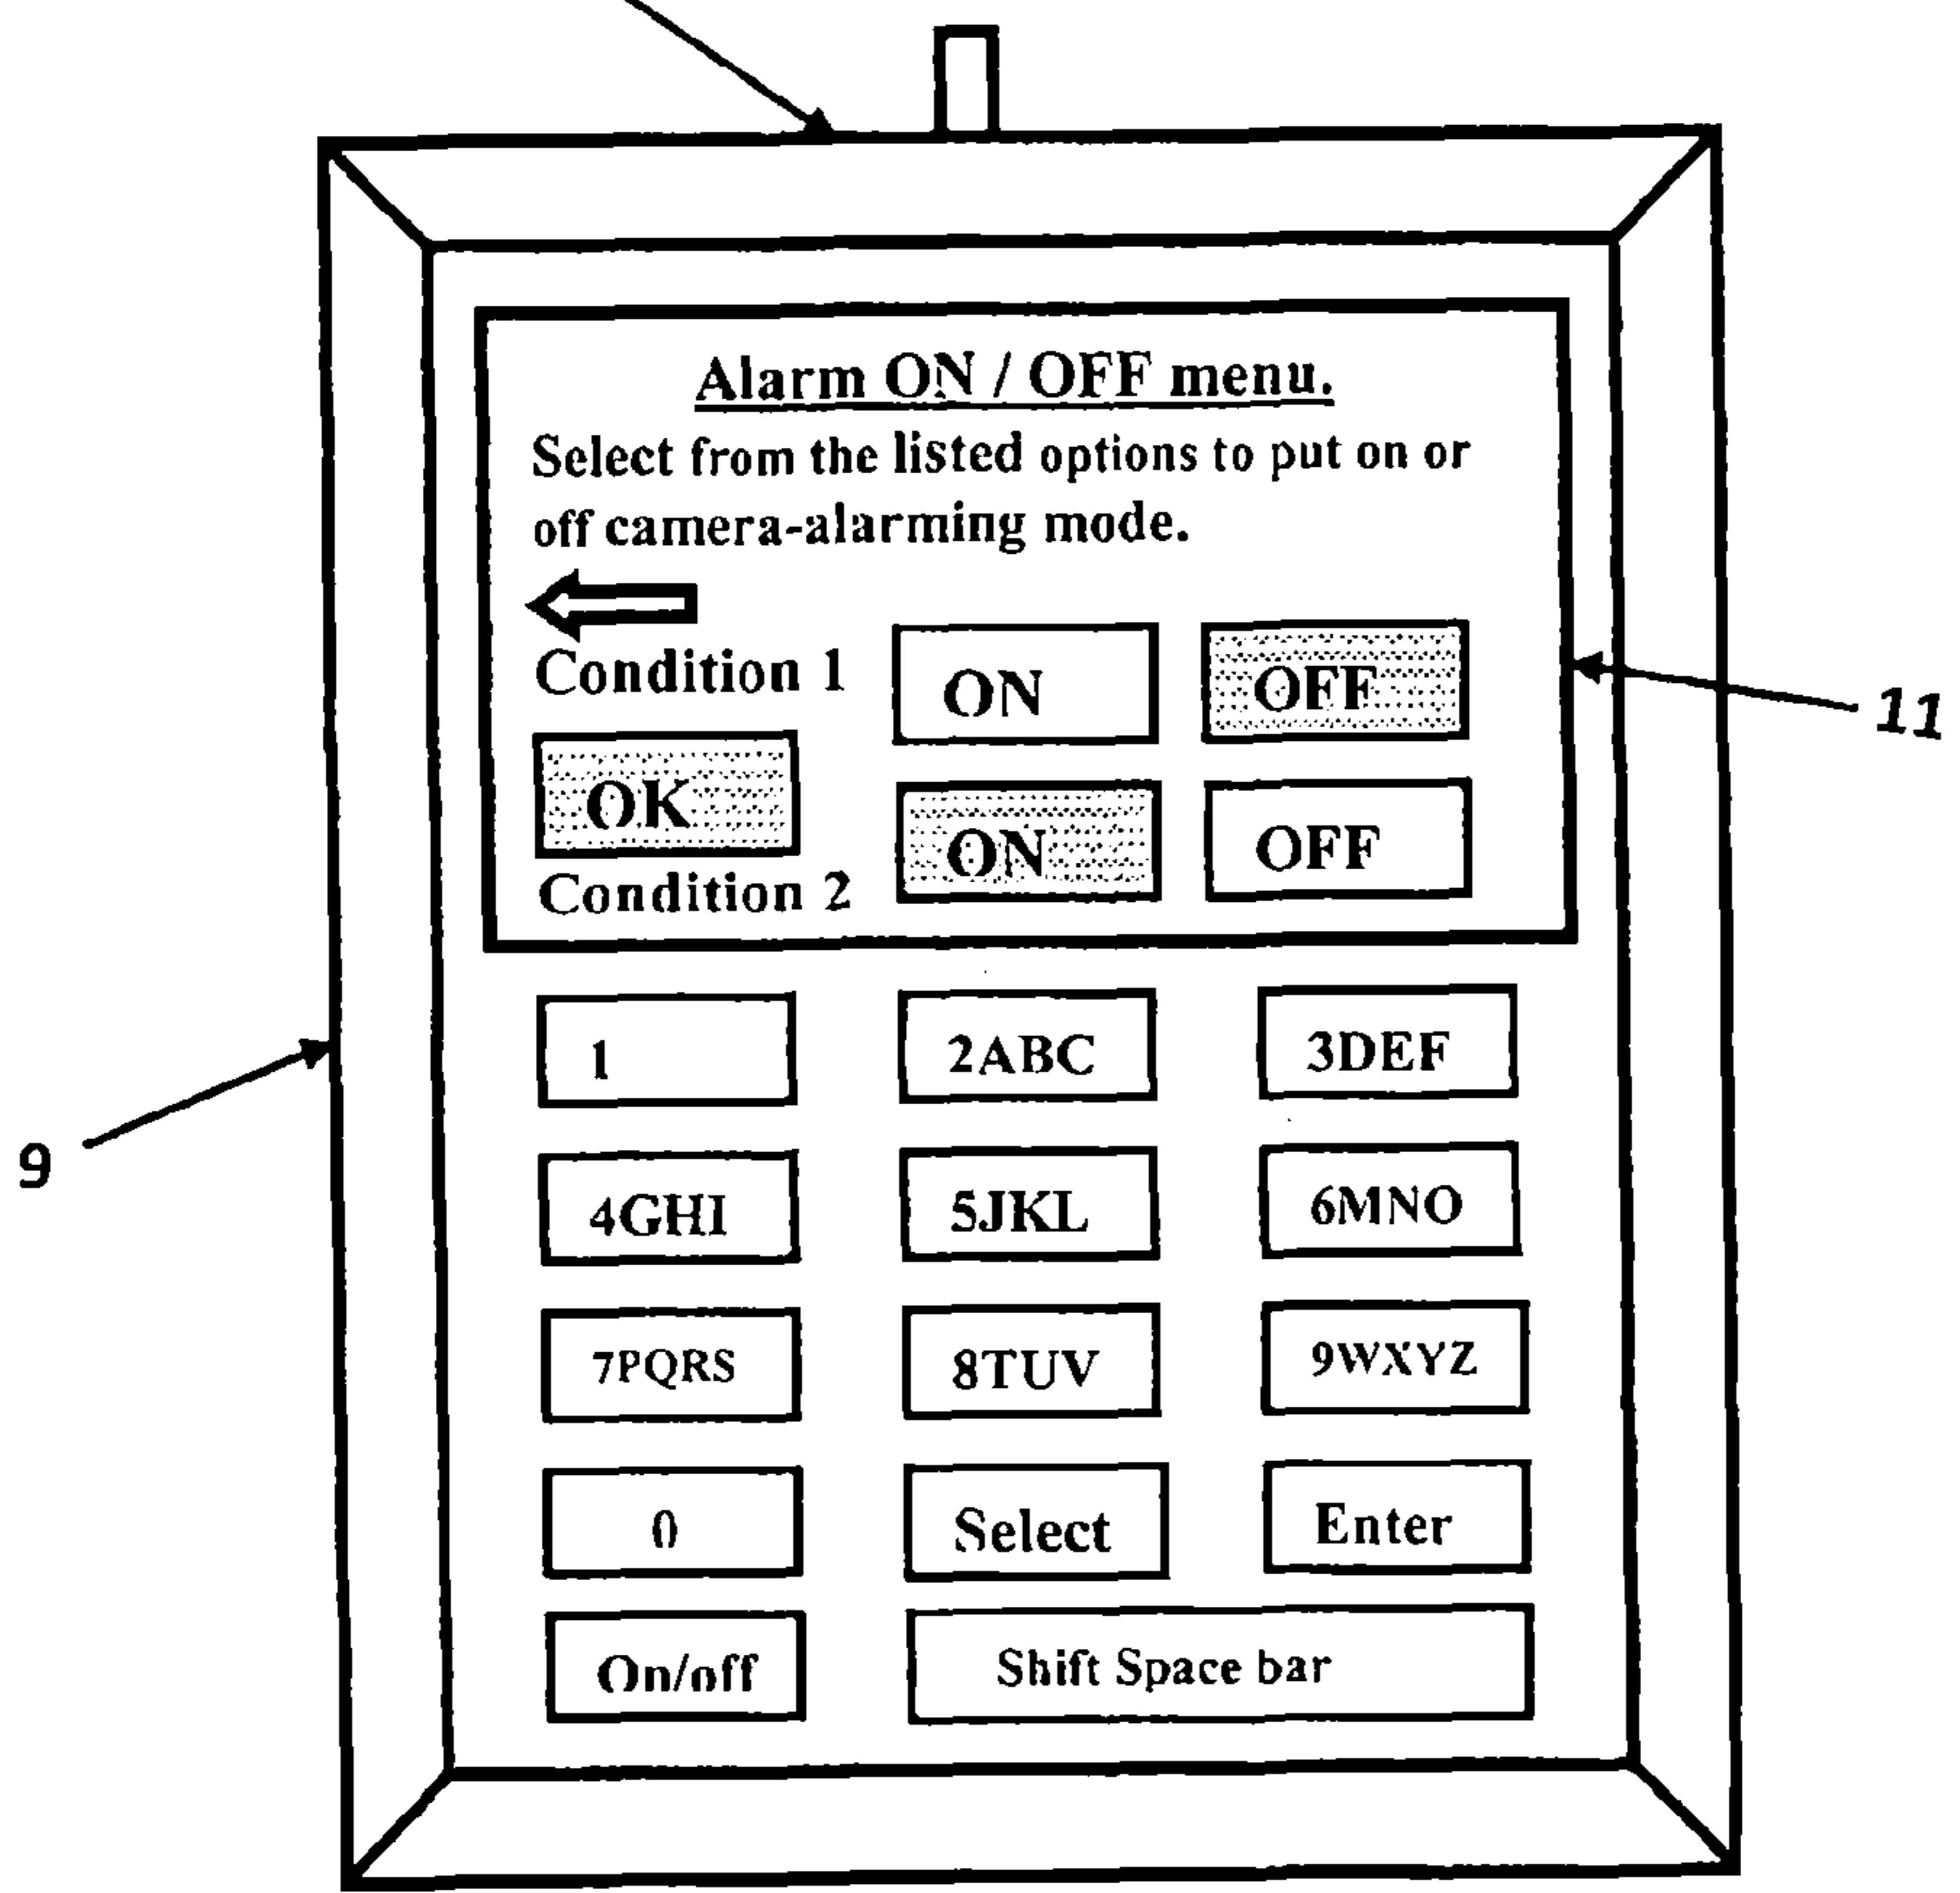 Alarm ON / OFF menu.
Select from the listed options to put on or
off camera-alarming mode.
Condition 1
ON
OFF
11
OK
ON
OFF
Condition 2
1
2ABC
3DEF
9
4GHI
5JKL
6MNO
7PQRS
8TUV
9WXYZ
0
Select
Enter
On/off
Shift Space bar